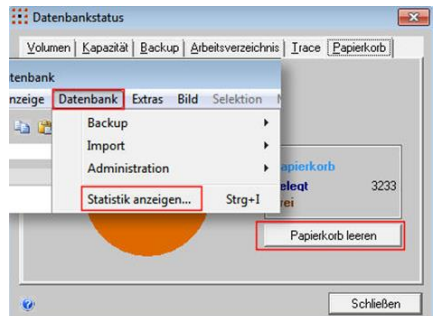 Datenbankstatus
Volumen Kapazität Backup Arbeitsverzeichnis Trace Papierkorb
tenbank
nzeige Datenbank Extras Bild Selektion
Backup
Import
Administration
Statistik anzeigen... Strg+I
apierkorb
elegt 3233
rei
Papierkorb leeren
Schließen